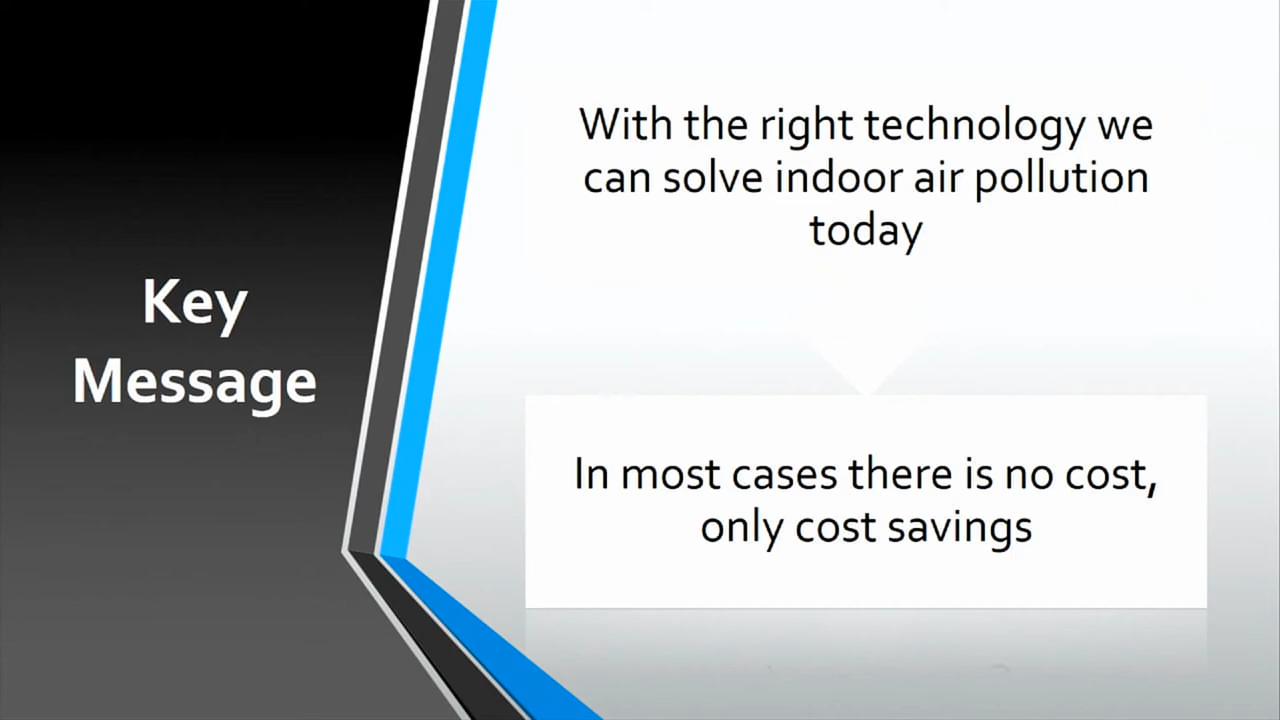 Key
Message
With the right technology we
can solve indoor air pollution
today
In most cases there is no cost,
only cost savings